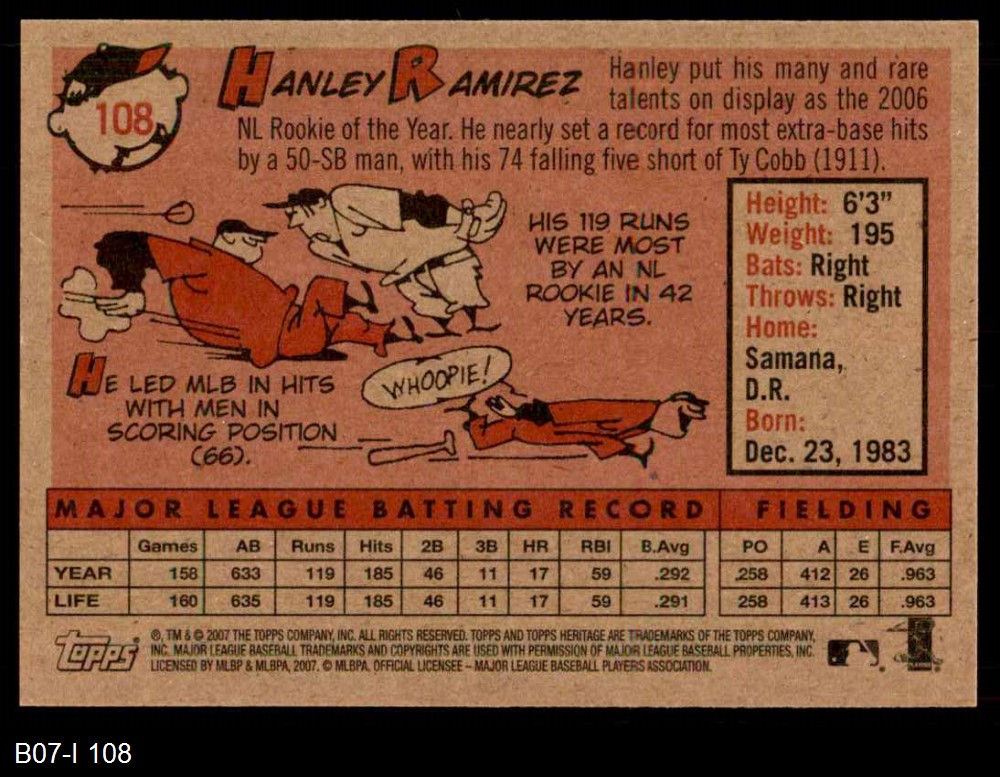 108
HANLEY RAMIREZ
Hanley put his many and rare
talents on display as the 2006
NL Rookie of the Year. He nearly set a record for most extra-base hits
by a 50-SB man, with his 74 falling five short of Ty Cobb (1911).
HIS 119 RUNS
WERE MOST
BY AN NL
ROOKIE IN 42
YEARS.
HE LED MLB IN HITS
WITH MEN IN
SCORING POSITION
(66).
WHOOPIE!
Height: 6'3"
Weight: 195
Bats: Right
Throws: Right
Home:
Samana,
D.R.
Born:
Dec. 23, 1983
MAJOR LEAGUE BATTING RECORD FIELDING
Games AB Runs Hits 2B 3B HR RBI B.Avg PO A E F.Avg
YEAR 158 633 119 185 46 11 17 59 .292 258 412 26 .963
LIFE 160 635 119 185 46 11 17 59 .291 258 413 26 .963
Topps
®, TM & © 2007 THE TOPPS COMPANY, INC. ALL RIGHTS RESERVED. TOPPS AND TOPPS HERITAGE ARE TRADEMARKS OF THE TOPPS COMPANY,
INC. MAJOR LEAGUE BASEBALL TRADEMARKS AND COPYRIGHTS ARE USED WITH PERMISSION OF MAJOR LEAGUE BASEBALL PROPERTIES, INC.
LICENSED BY MLBP & MLBPA, 2007. © MLBPA. OFFICIAL LICENSEE – MAJOR LEAGUE BASEBALL PLAYERS ASSOCIATION.
B07-I 108